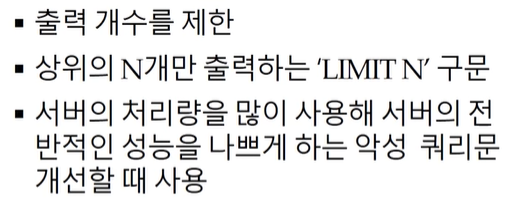 ▪ 출력 개수를 제한
▪ 상위의 N개만 출력하는 ‘LIMIT N’ 구문
▪ 서버의 처리량을 많이 사용해 서버의 전
반적인 성능을 나쁘게 하는 악성  쿼리문
개선할 때 사용